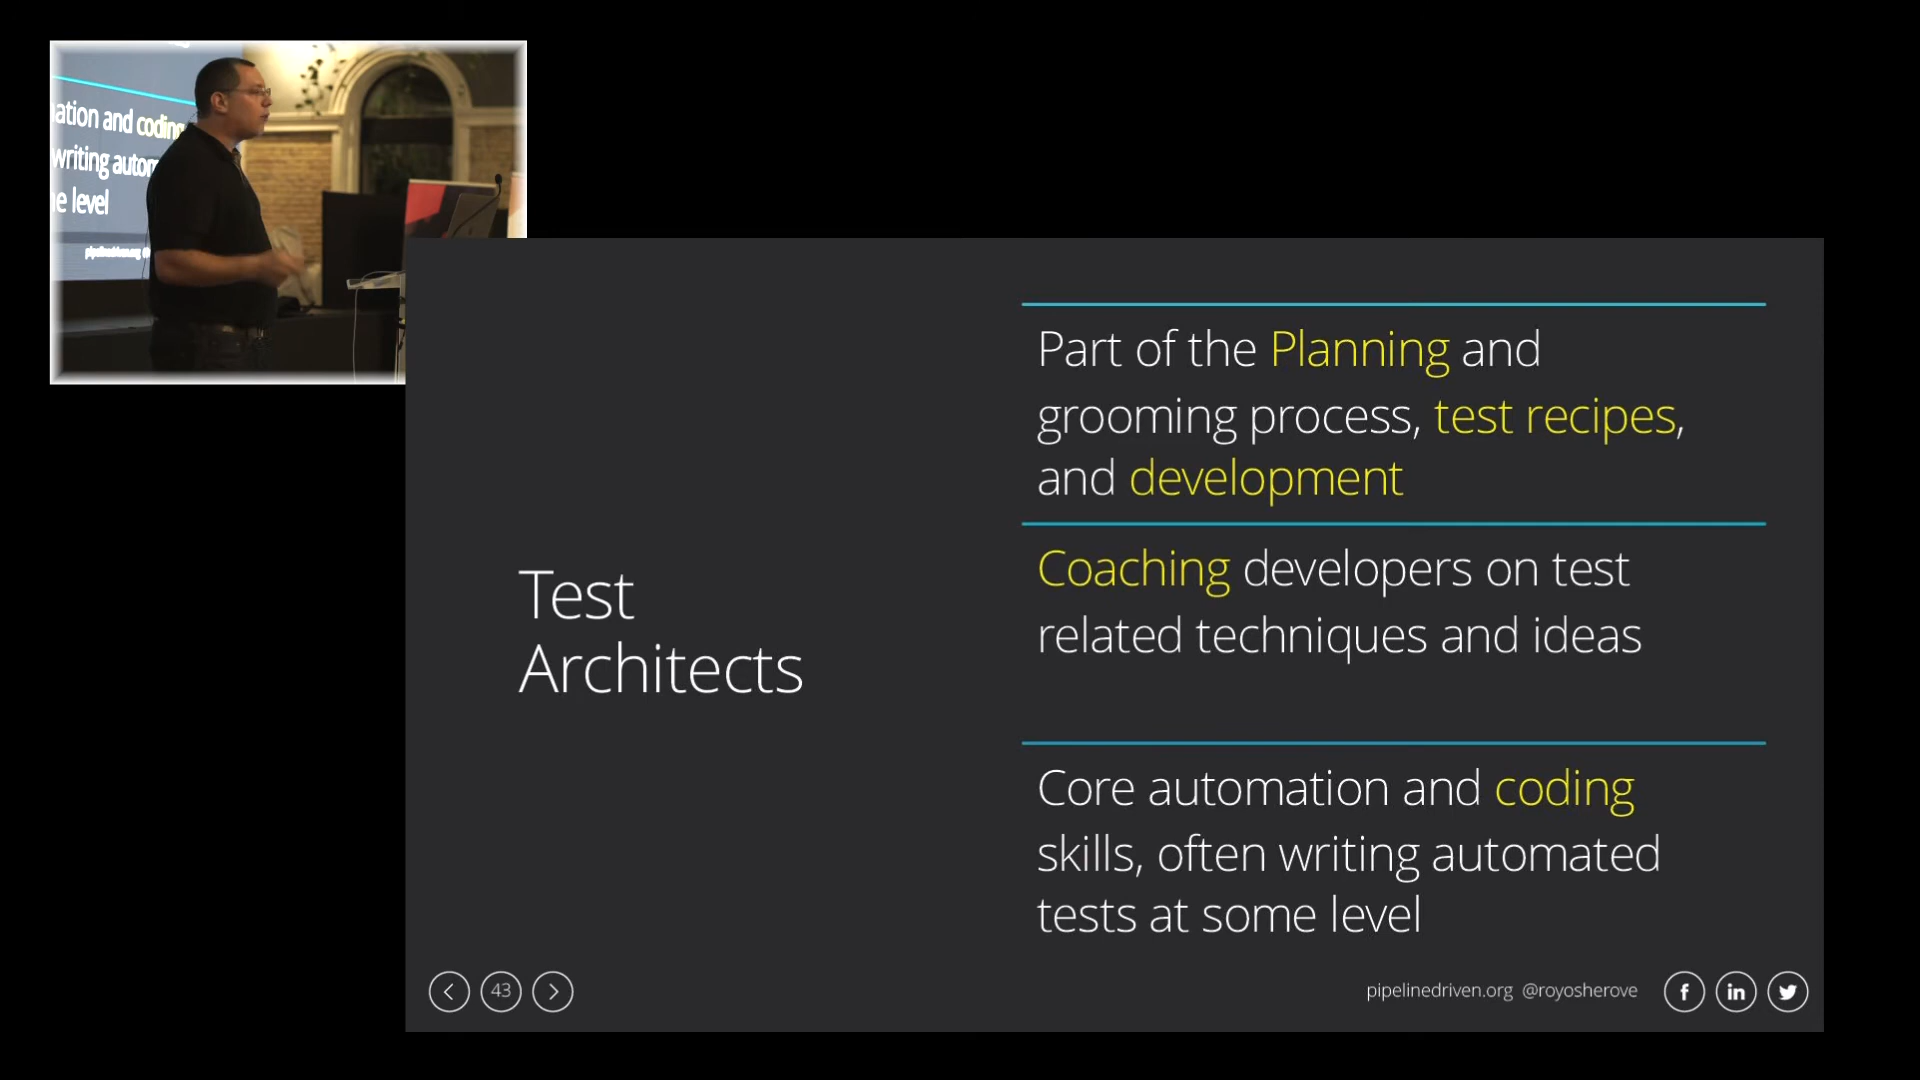 ation and coding
writing autom
e level
Test
Architects
Part of the Planning and
grooming process, test recipes,
and development
Coaching developers on test
related techniques and ideas
Core automation and coding
skills, often writing automated
tests at some level
43
pipelinedriven.org @royosherove
f
in